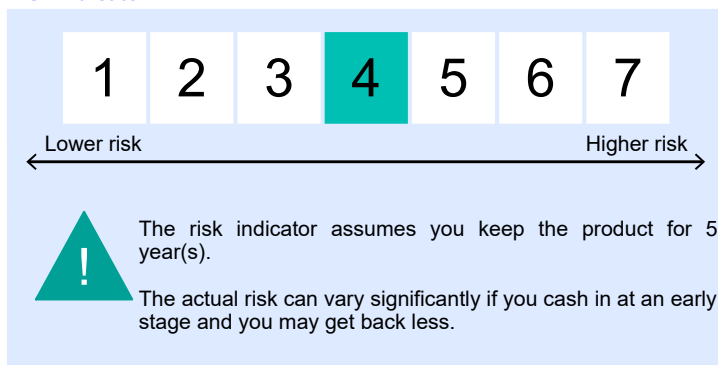 1 2 3 4 5 6 7
Lower risk Higher risk
!
The risk indicator assumes you keep the product for 5
year(s).
The actual risk can vary significantly if you cash in at an early
stage and you may get back less.